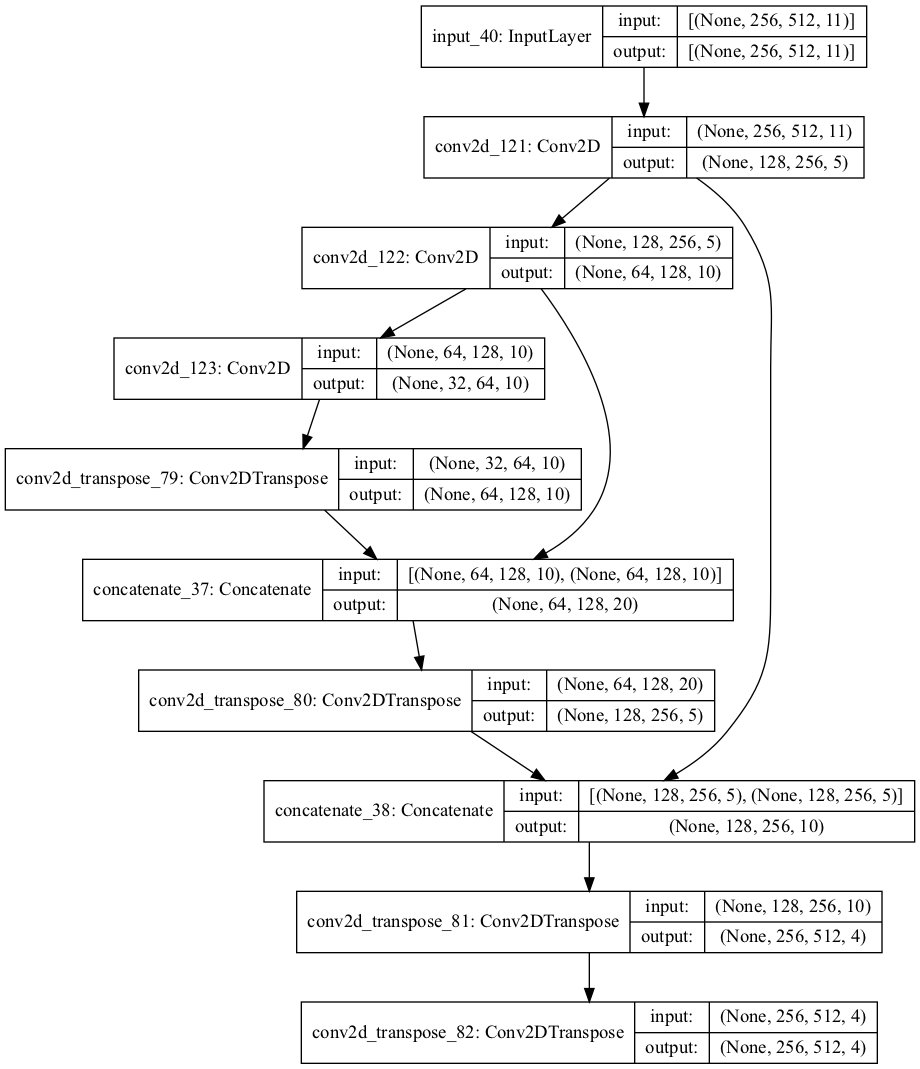 input_40: InputLayer
input: [(None, 256, 512, 11)]
output: [(None, 256, 512, 11)]
conv2d_121: Conv2D
input: (None, 256, 512, 11)
output: (None, 128, 256, 5)
conv2d_122: Conv2D
input: (None, 128, 256, 5)
output: (None, 64, 128, 10)
conv2d_123: Conv2D
input: (None, 64, 128, 10)
output: (None, 32, 64, 10)
conv2d_transpose_79: Conv2DTranspose
input: (None, 32, 64, 10)
output: (None, 64, 128, 10)
concatenate_37: Concatenate
input: [(None, 64, 128, 10), (None, 64, 128, 10)]
output: (None, 64, 128, 20)
conv2d_transpose_80: Conv2DTranspose
input: (None, 64, 128, 20)
output: (None, 128, 256, 5)
concatenate_38: Concatenate
input: [(None, 128, 256, 5), (None, 128, 256, 5)]
output: (None, 128, 256, 10)
conv2d_transpose_81: Conv2DTranspose
input: (None, 128, 256, 10)
output: (None, 256, 512, 4)
conv2d_transpose_82: Conv2DTranspose
input: (None, 256, 512, 4)
output: (None, 256, 512, 4)